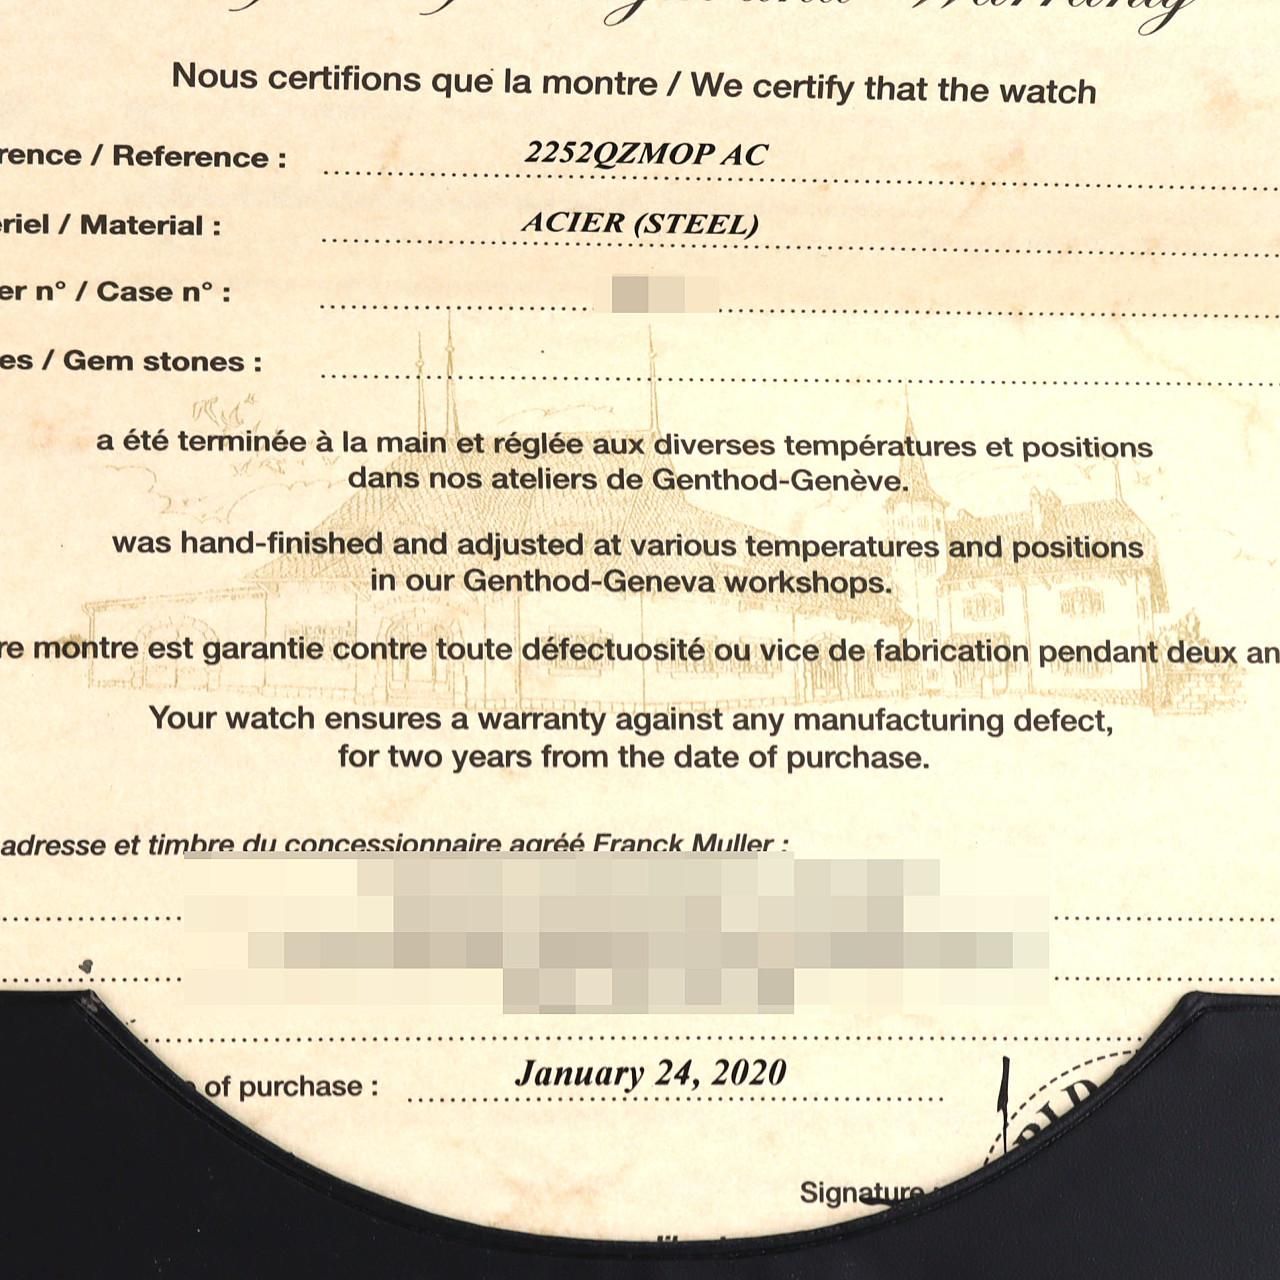 Warranty
Nous certifions que la montre / We certify that the watch
rence / Reference : 2252QZMOP AC
riel / Material : ACIER (STEEL)
er n° / Case n° :
es / Gem stones :
a été terminée à la main et réglée aux diverses températures et positions
dans nos ateliers de Genthod-Genève.
was hand-finished and adjusted at various temperatures and positions
in our Genthod-Geneva workshops.
re montre est garantie contre toute défectuosité ou vice de fabrication pendant deux an
Your watch ensures a warranty against any manufacturing defect,
for two years from the date of purchase.
adresse et timbre du concessionnaire agréé Franck Muller :
of purchase : January 24, 2020
Signature